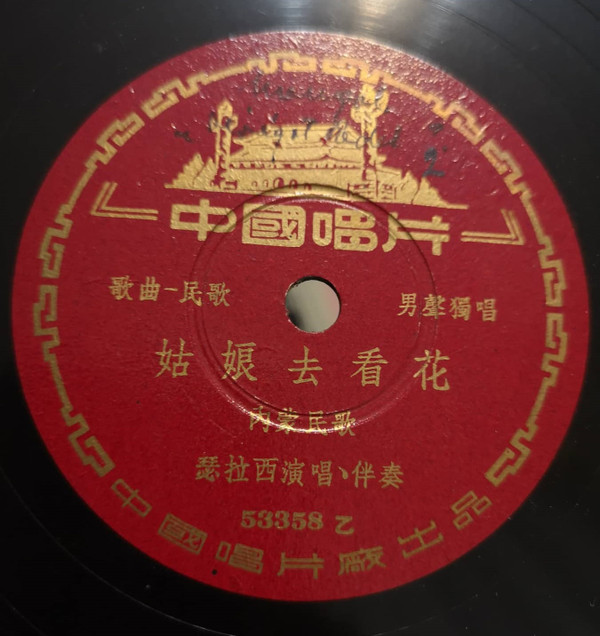 中國唱片
歌曲-民歌
男聲獨唱
姑娘去看花
内蒙民歌
瑟拉西演唱、伴奏
53358 乙
中國唱片廠出品